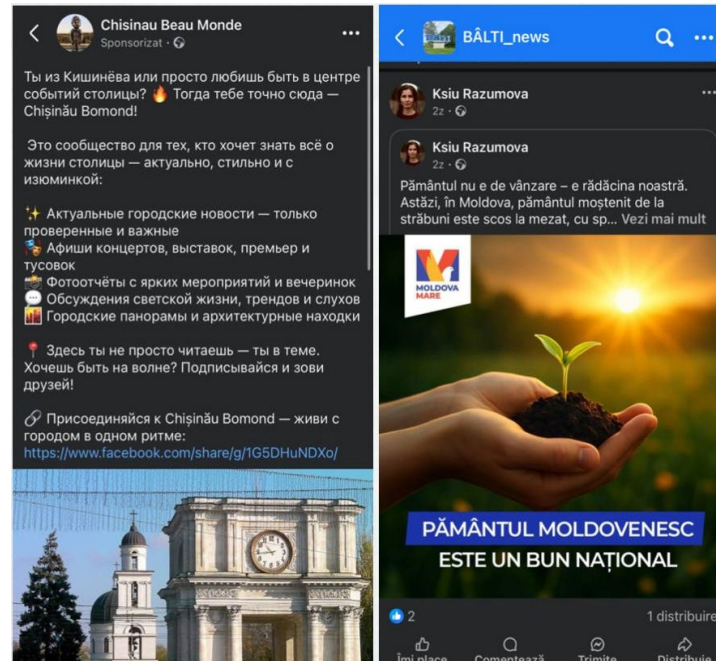 Chisinau Beau Monde
Sponsorizat ·
Ты из Кишинёва или просто любишь быть в центре
событий столицы? 🔥 Тогда тебе точно сюда —
Chișinău Bomond!
Это сообщество для тех, кто хочет знать всё о
жизни столицы — актуально, стильно и с
изюминкой:
✨ Актуальные городские новости — только
проверенные и важные
🎭 Афиши концертов, выставок, премьер и
тусовок
📸 Фотоотчёты с ярких мероприятий и вечеринок
💬 Обсуждения светской жизни, трендов и слухов
🌇 Городские панорамы и архитектурные находки
📍 Здесь ты не просто читаешь — ты в теме.
Хочешь быть на волне? Подписывайся и зови
друзей!
🔗 Присоединяйся к Chișinău Bomond — живи с
городом в одном ритме:
https://www.facebook.com/share/g/1G5DHuNDXo/
BÂLTI_news
Ksiu Razumova
2z ·
Ksiu Razumova
2z ·
Pământul nu e de vânzare – e rădăcina noastră.
Astăzi, în Moldova, pământul moștenit de la
străbuni este scos la mezat, cu sp... Vezi mai mult
MOLDOVA
MARE
PĂMÂNTUL MOLDOVENESC
ESTE UN BUN NAȚIONAL
2
1 distribuire
Îmi place
Comentează
Trimite
Distribuie